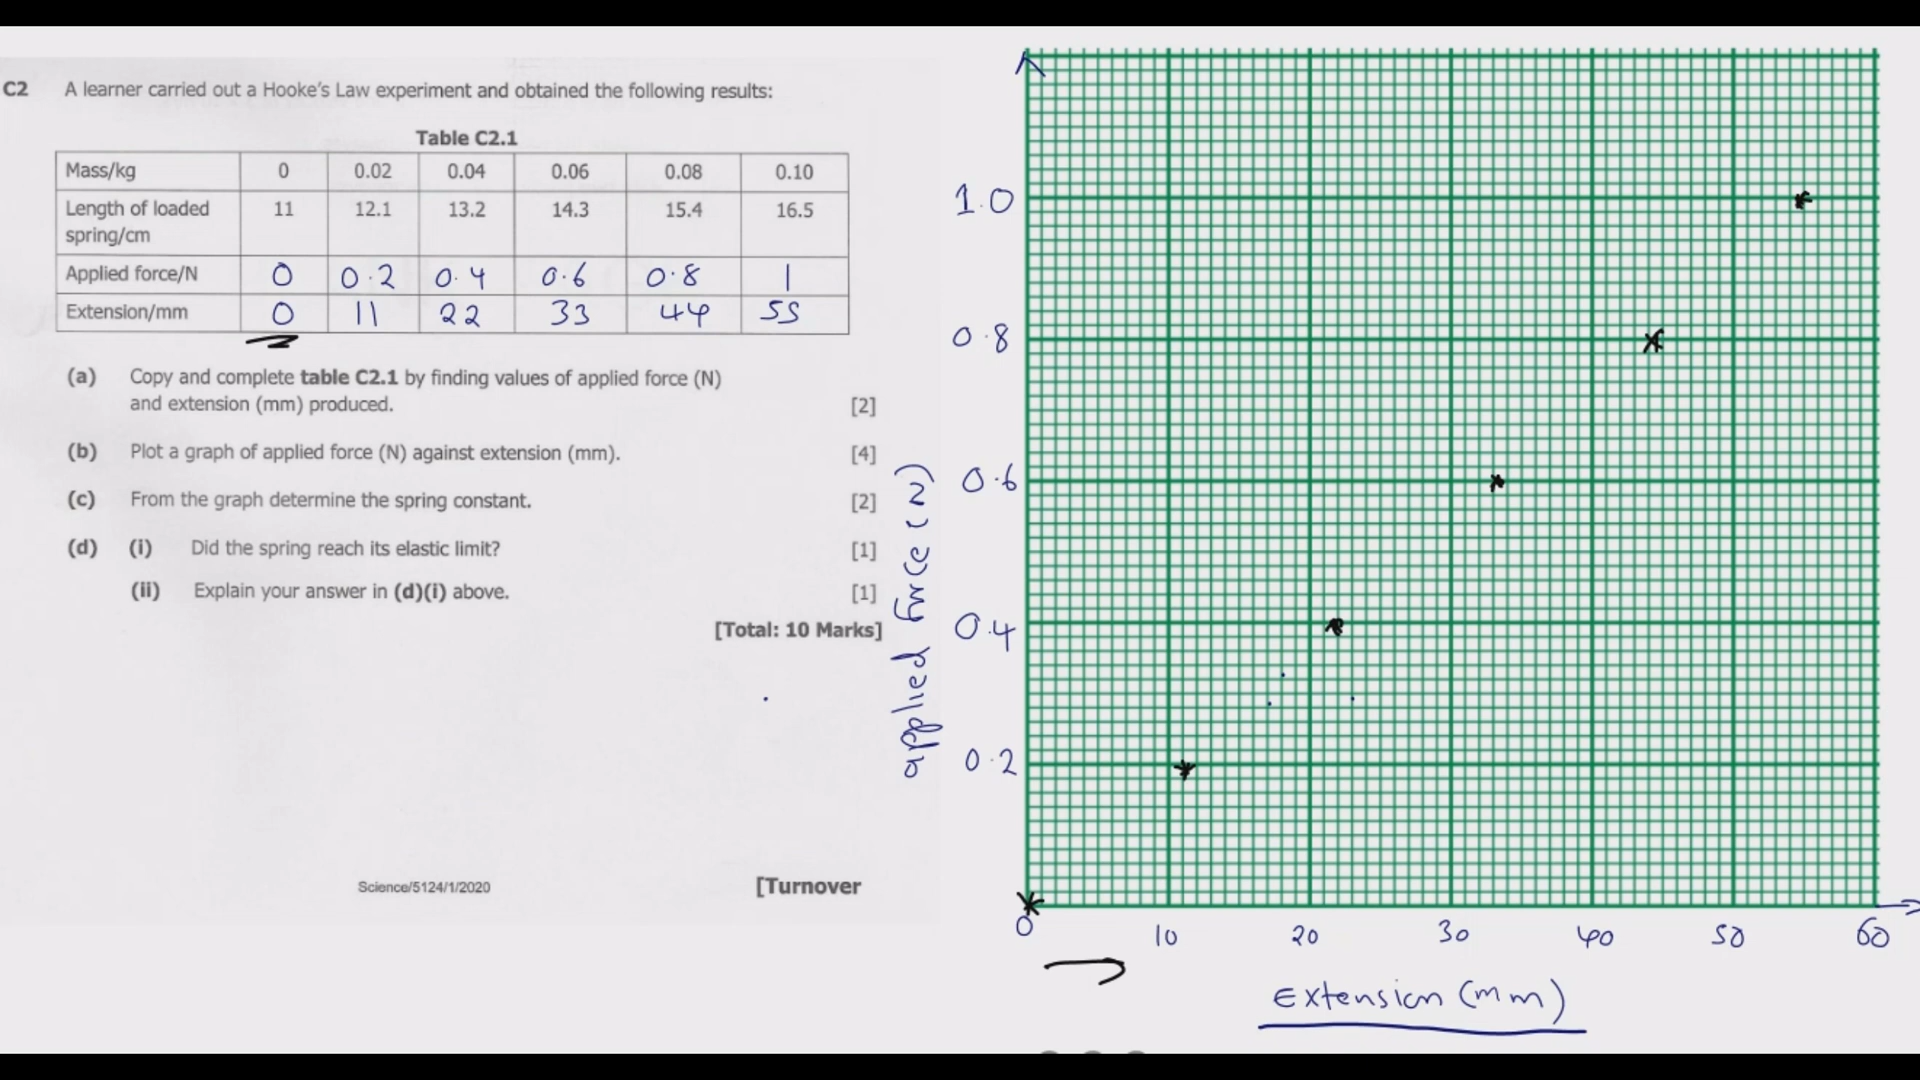 C2 A learner carried out a Hooke's Law experiment and obtained the following results:
Table C2.1
Mass/kg 0 0.02 0.04 0.06 0.08 0.10
Length of loaded spring/cm 11 12.1 13.2 14.3 15.4 16.5
Applied force/N 0 0.2 0.4 0.6 0.8 1
Extension/mm 0 11 22 33 44 55
(a) Copy and complete table C2.1 by finding values of applied force (N)
and extension (mm) produced. [2]
(b) Plot a graph of applied force (N) against extension (mm). [4]
(c) From the graph determine the spring constant. [2]
(d) (i) Did the spring reach its elastic limit? [1]
(ii) Explain your answer in (d)(i) above. [1]
[Total: 10 Marks]
Science/5124/1/2020 [Turnover
applied force (N)
1.0
0.8
0.6
0.4
0.2
0 10 20 30 40 50 60
Extension (mm)